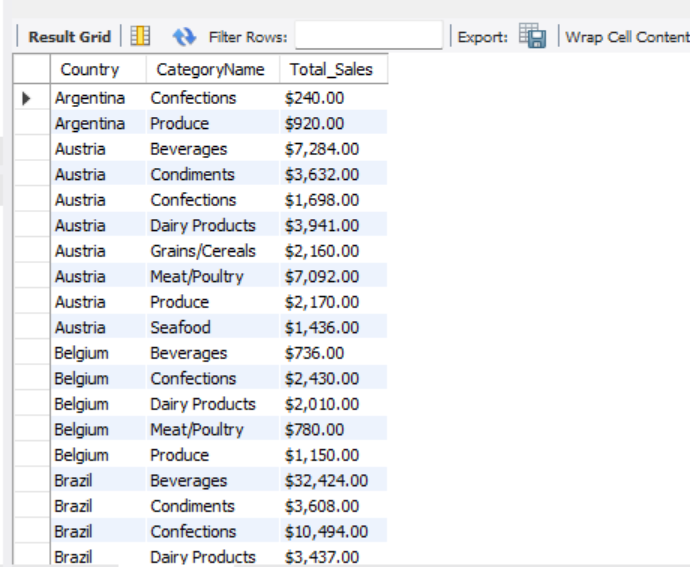 Result Grid Filter Rows: Export: Wrap Cell Content
Country CategoryName Total_Sales
Argentina Confections $240.00
Argentina Produce $920.00
Austria Beverages $7,284.00
Austria Condiments $3,632.00
Austria Confections $1,698.00
Austria Dairy Products $3,941.00
Austria Grains/Cereals $2,160.00
Austria Meat/Poultry $7,092.00
Austria Produce $2,170.00
Austria Seafood $1,436.00
Belgium Beverages $736.00
Belgium Confections $2,430.00
Belgium Dairy Products $2,010.00
Belgium Meat/Poultry $780.00
Belgium Produce $1,150.00
Brazil Beverages $32,424.00
Brazil Condiments $3,608.00
Brazil Confections $10,494.00
Brazil Dairy Products $3,437.00